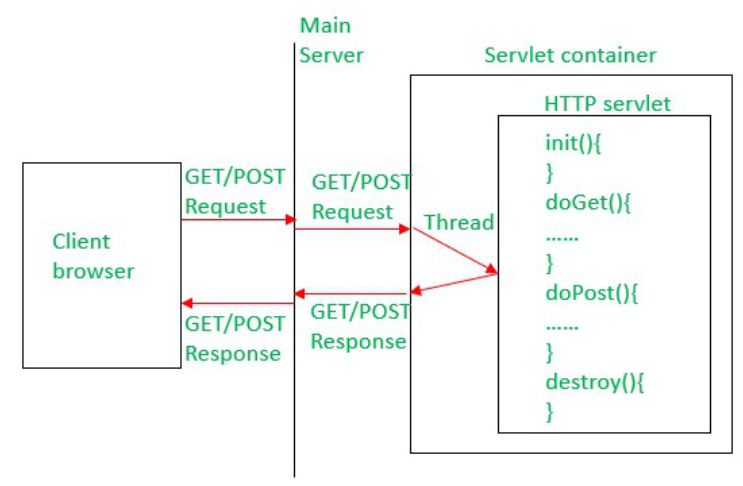 Main
Server
Servlet container
HTTP servlet
GET/POST
Request
GET/POST
Request
Thread
Client
browser
GET/POST
Response
GET/POST
Response
init(){
}
doGet(){
......
}
doPost(){
......
}
destroy(){
}